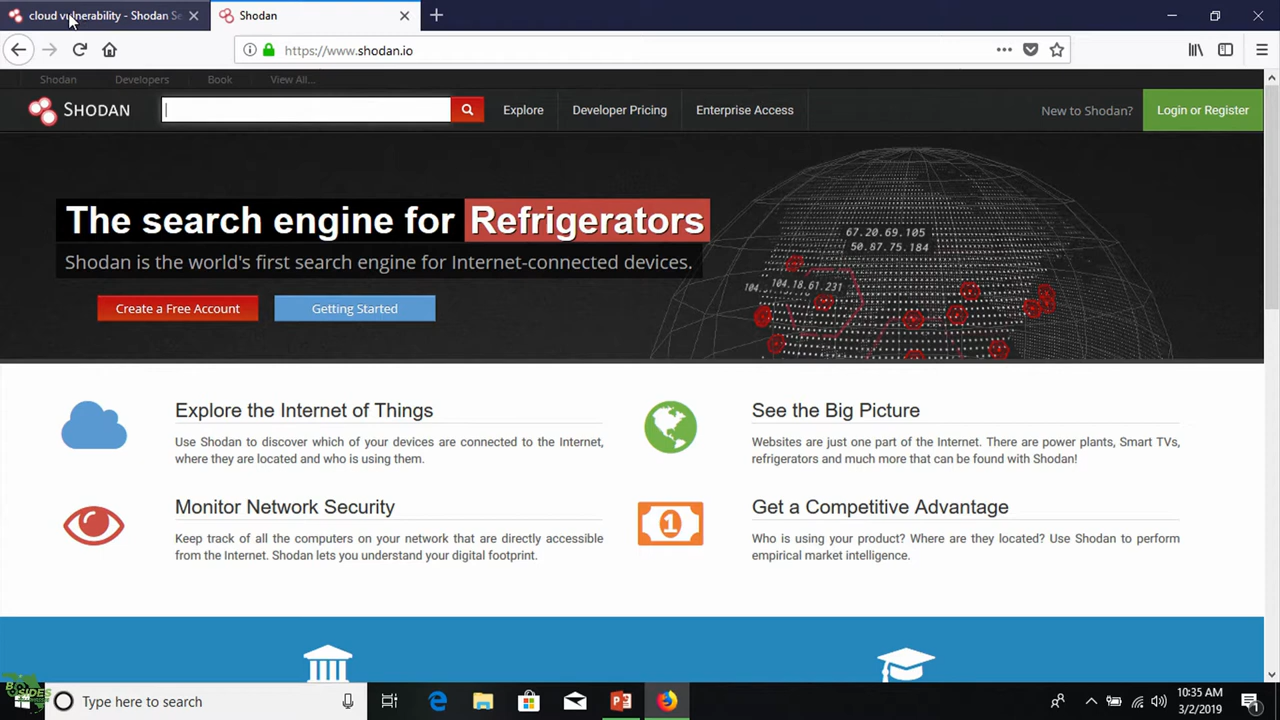 cloud vulnerability - Shodan Se
Shodan
https://www.shodan.io
Shodan Developers Book View All...
SHODAN Explore Developer Pricing Enterprise Access New to Shodan? Login or Register
The search engine for Refrigerators
Shodan is the world's first search engine for Internet-connected devices.
Create a Free Account Getting Started
67.20.69.105
50.87.75.184
104. 104.18.61.231
Explore the Internet of Things
Use Shodan to discover which of your devices are connected to the Internet,
where they are located and who is using them.
See the Big Picture
Websites are just one part of the Internet. There are power plants, Smart TVs,
refrigerators and much more that can be found with Shodan!
Monitor Network Security
Keep track of all the computers on your network that are directly accessible
from the Internet. Shodan lets you understand your digital footprint.
1
Get a Competitive Advantage
Who is using your product? Where are they located? Use Shodan to perform
empirical market intelligence.
BSIDES
Type here to search
10:35 AM
3/2/2019
1